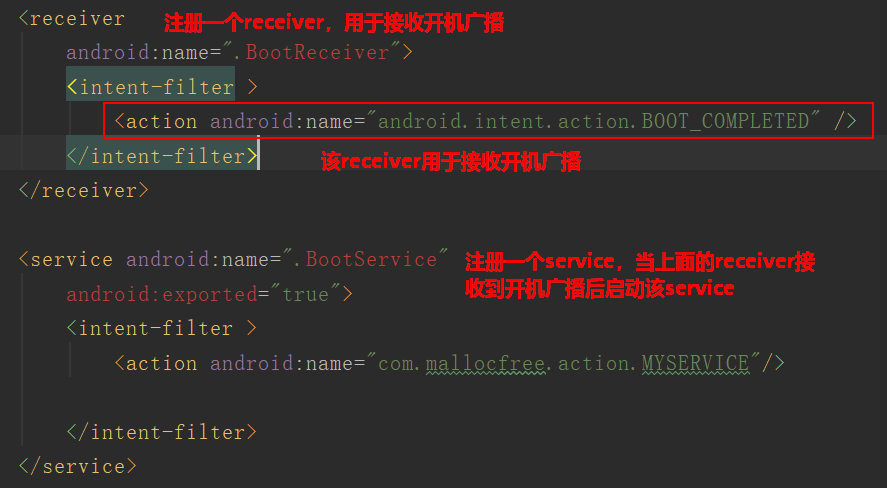 <receiver 注册一个receiver，用于接收开机广播
android:name=".BootReceiver">
<intent-filter >
<action android:name="android.intent.action.BOOT_COMPLETED" />
</intent-filter> 该receiver用于接收开机广播
</receiver>
<service android:name=".BootService" 注册一个service，当上面的receiver接
android:exported="true"> 收到开机广播后启动该service
<intent-filter >
<action android:name="com.mallocfree.action.MYSERVICE"/>
</intent-filter>
</service>